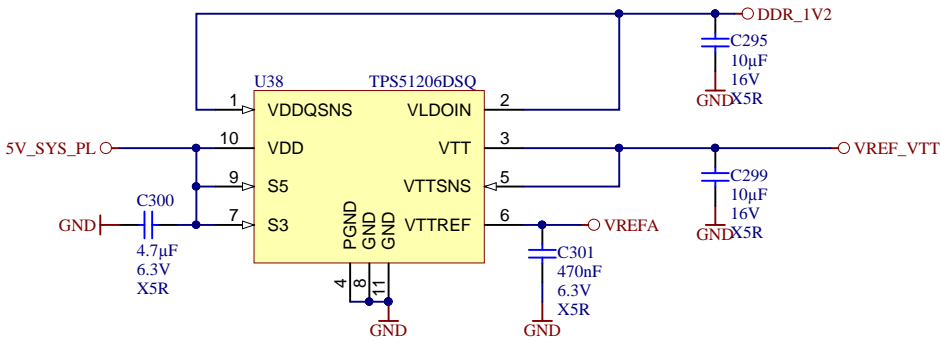 DDR_1V2
C295
10µF
16V
X5R
GND
U38
TPS51206DSQ
1
VDDQSNS
VLDOIN
2
5V_SYS_PL
10
VDD
VTT
3
VREF_VTT
9
S5
VTTSNS
5
C299
10µF
16V
X5R
GND
C300
GND
4.7µF
6.3V
X5R
7
S3
VTTREF
6
VREFA
PGND
GND
GND
4
8
11
GND
C301
470nF
6.3V
X5R
GND